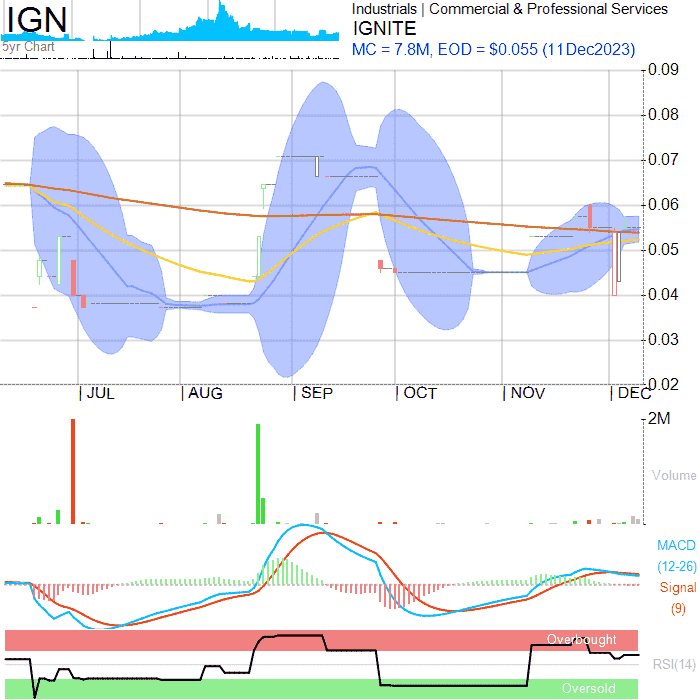 IGN
5yr Chart
Industrials | Commercial & Professional Services
IGNITE
MC = 7.8M, EOD = $0.055 (11Dec2023)
0.09
0.08
0.07
0.06
0.05
0.04
0.03
0.02
|JUL |AUG |SEP |OCT |NOV |DEC
2M
Volume
MACD
(12-26)
Signal
(9)
Overbought
RSI(14)
Oversold